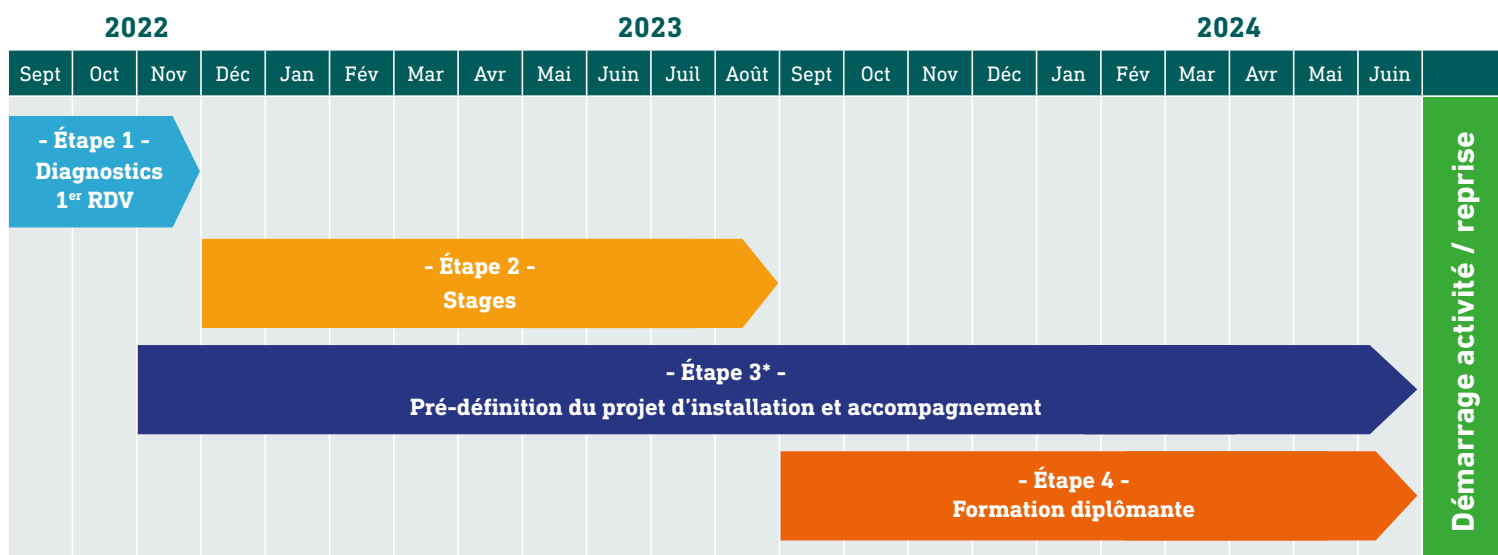 2022 2023 2024
Sept Oct Nov Déc Jan Fév Mar Avr Mai Juin Juil Août Sept Oct Nov Déc Jan Fév Mar Avr Mai Juin
- Étape 1 -
Diagnostics
1er RDV
- Étape 2 -
Stages
- Étape 3* -
Pré-définition du projet d'installation et accompagnement
- Étape 4 -
Formation diplômante
Démarrage activité / reprise